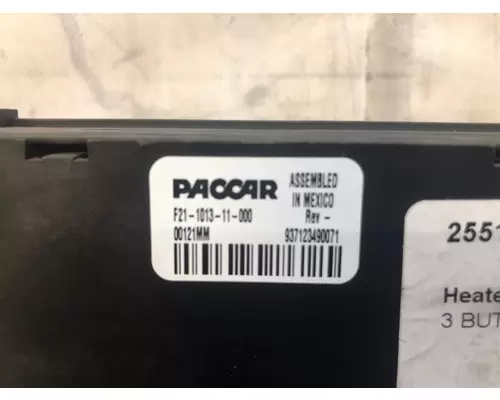 PACCAR
ASSEMBLED
IN MEXICO
F21-1013-11-000
Rev -
00121MM
937123490071
2551
Heate
3 BUT